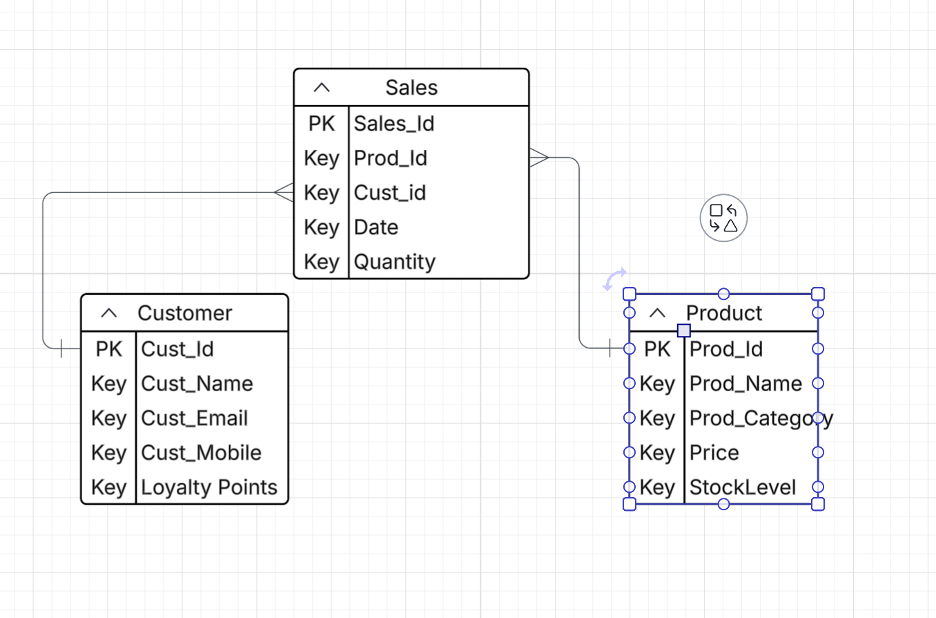 Sales
PK Sales_Id
Key Prod_Id
Key Cust_id
Key Date
Key Quantity
Customer
PK Cust_Id
Key Cust_Name
Key Cust_Email
Key Cust_Mobile
Key Loyalty Points
Product
PK Prod_Id
Key Prod_Name
Key Prod_Category
Key Price
Key StockLevel